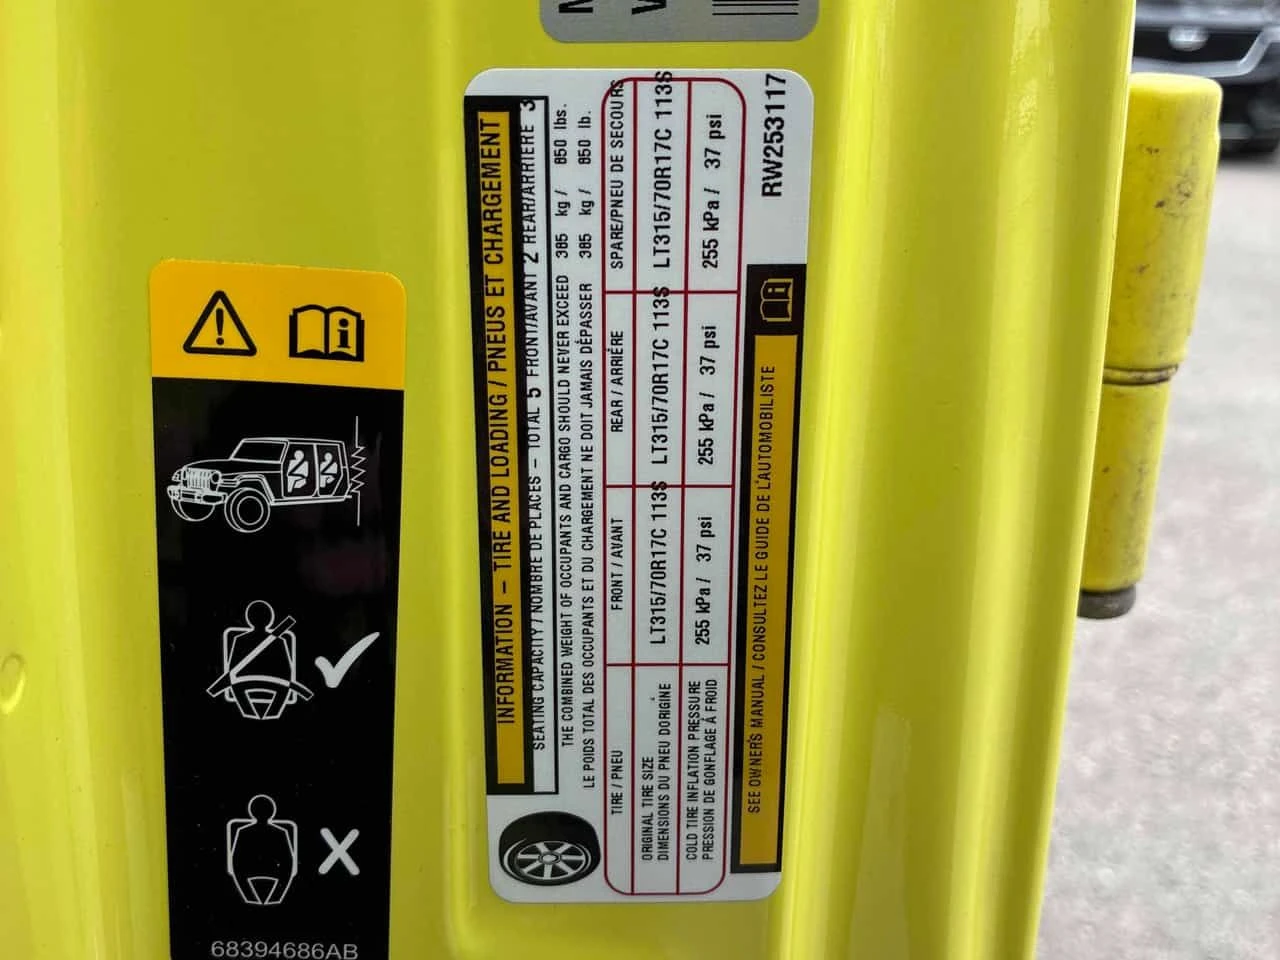 INFORMATION – TIRE AND LOADING / PNEUS ET CHARGEMENT
SEATING CAPACITY / NOMBRE DE PLACES – TOTAL 5 FRONT/AVANT 2 REAR/ARRIÈRE 3
THE COMBINED WEIGHT OF OCCUPANTS AND CARGO SHOULD NEVER EXCEED 385 kg / 850 lbs.
LE POIDS TOTAL DES OCCUPANTS ET DU CHARGEMENT NE DOIT JAMAIS DÉPASSER 385 kg / 850 lb.
TIRE / PNEU FRONT / AVANT REAR / ARRIÉRE SPARE/PNEU DE SECOURS
ORIGINAL TIRE SIZE
DIMENSIONS DU PNEU DORIGINE
LT315/70R17C 113S LT315/70R17C 113S LT315/70R17C 113S
COLD TIRE INFLATION PRESSURE
PRESSION DE GONFLAGE À FROID
255 kPa / 37 psi 255 kPa / 37 psi 255 kPa / 37 psi
SEE OWNER'S MANUAL / CONSULTEZ LE GUIDE DE L'AUTOMOBILISTE
RW253117
68394686AB